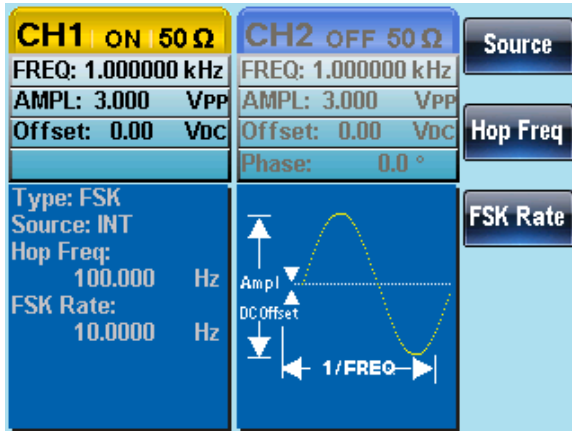 CH1 ON 50 Ω
FREQ: 1.000000 kHz
AMPL: 3.000 VPP
Offset: 0.00 VDC
CH2 OFF 50 Ω
FREQ: 1.000000 kHz
AMPL: 3.000 VPP
Offset: 0.00 VDC
Phase: 0.0 °
Type: FSK
Source: INT
Hop Freq:
100.000 Hz
FSK Rate:
10.0000 Hz
Ampl
DC Offset
1/FREQ
Source
Hop Freq
FSK Rate